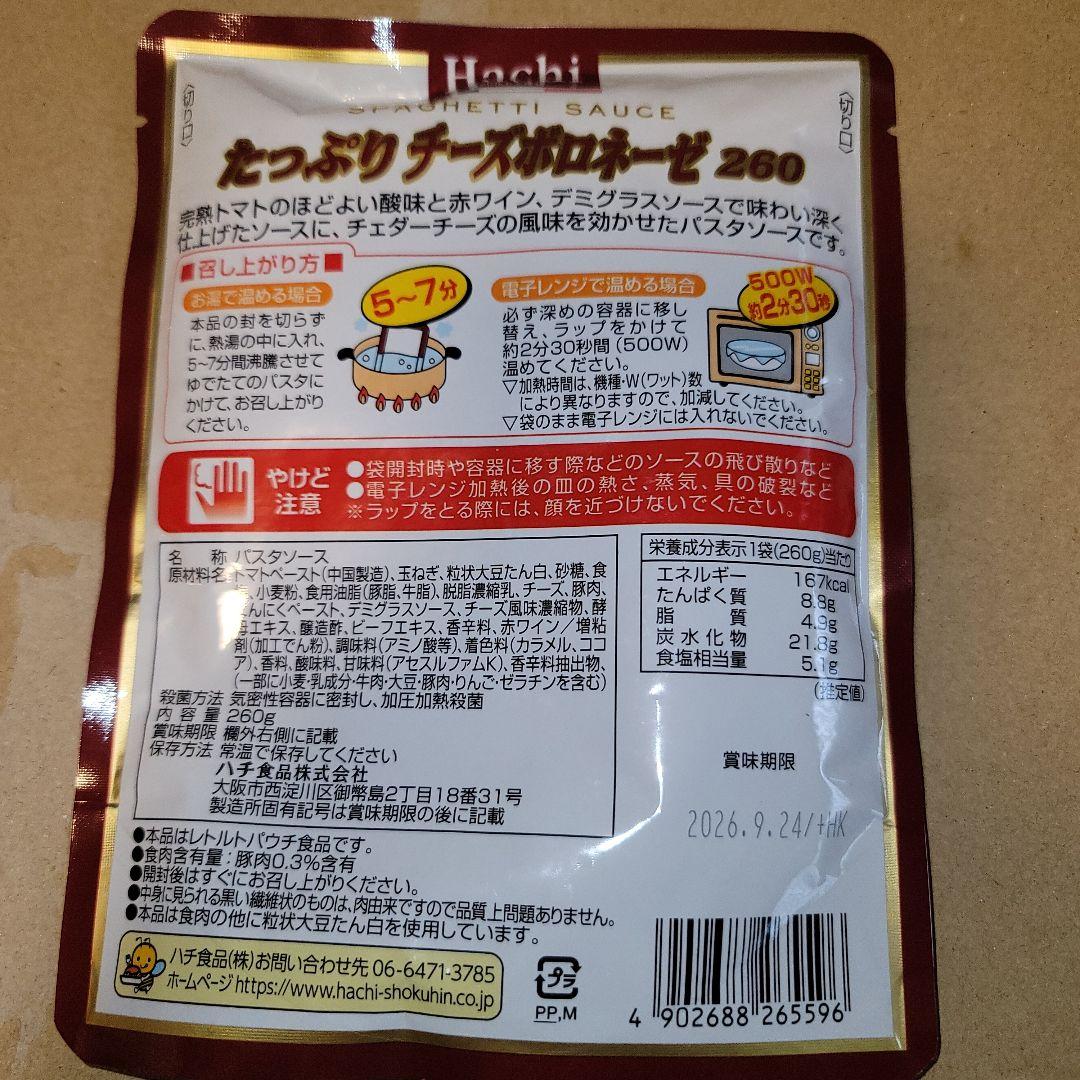 Hachi
SPAGHETTI SAUCE
〈切り口〉
〈切り口〉
たっぷりチーズボロネーゼ 260
完熟トマトのほどよい酸味と赤ワイン、デミグラスソースで味わい深く
仕上げたソースに、チェダーチーズの風味を効かせたパスタソースです。
■召し上がり方■
お湯で温める場合
5〜7分
本品の封を切らず
に、熱湯の中に入れ、
5~7分間沸騰させて
ゆでたてのパスタに
かけて、お召し上がり
ください。
電子レンジで温める場合
500W
約2分30秒
必ず深めの容器に移し
替え、ラップをかけて
約2分30秒間(500W)
温めてください。
▽加熱時間は、機種・W(ワット)数
により異なりますので、加減してください。
▽袋のまま電子レンジには入れないでください。
やけど
注意
●袋開封時や容器に移す際などのソースの飛び散りなど
●電子レンジ加熱後の皿の熱さ、蒸気、具の破裂など
※ラップをとる際には、顔を近づけないでください。
名称 パスタソース
原材料名 トマトペースト(中国製造)、玉ねぎ、粒状大豆たん白、砂糖、食
、小麦粉、食用油脂(豚脂、牛脂)、脱脂濃縮乳、チーズ、豚肉、
にんにくペースト、デミグラスソース、チーズ風味濃縮物、酵
母エキス、醸造酢、ビーフエキス、香辛料、赤ワイン/増粘
剤(加工でん粉)、調味料(アミノ酸等)、着色料(カラメル、ココ
ア)、香料、酸味料、甘味料(アセスルファムK)、香辛料抽出物、
(一部に小麦・乳成分・牛肉・大豆・豚肉・りんご・ゼラチンを含む)
殺菌方法 気密性容器に密封し、加圧加熱殺菌
内容量 260g
賞味期限 欄外右側に記載
保存方法 常温で保存してください
ハチ食品株式会社
大阪市西淀川区御幣島2丁目18番31号
製造所固有記号は賞味期限の後に記載
栄養成分表示1袋(260g)当たり
エネルギー 167kcal
たんぱく質 8.8g
脂質 4.9g
炭水化物 21.8g
食塩相当量 5.1g
(推定値)
賞味期限
2026.9.24/+HK
●本品はレトルトパウチ食品です。
●食肉含有量:豚肉0.3%含有
●開封後はすぐにお召し上がりください。
●中身に見られる黒い繊維状のものは、肉由来ですので品質上問題ありません。
●本品は食肉の他に粒状大豆たん白を使用しています。
ハチ食品(株)お問い合わせ先 06-6471-3785
ホームページ https://www.hachi-shokuhin.co.jp
プラ
PP,M
4 902688 265596